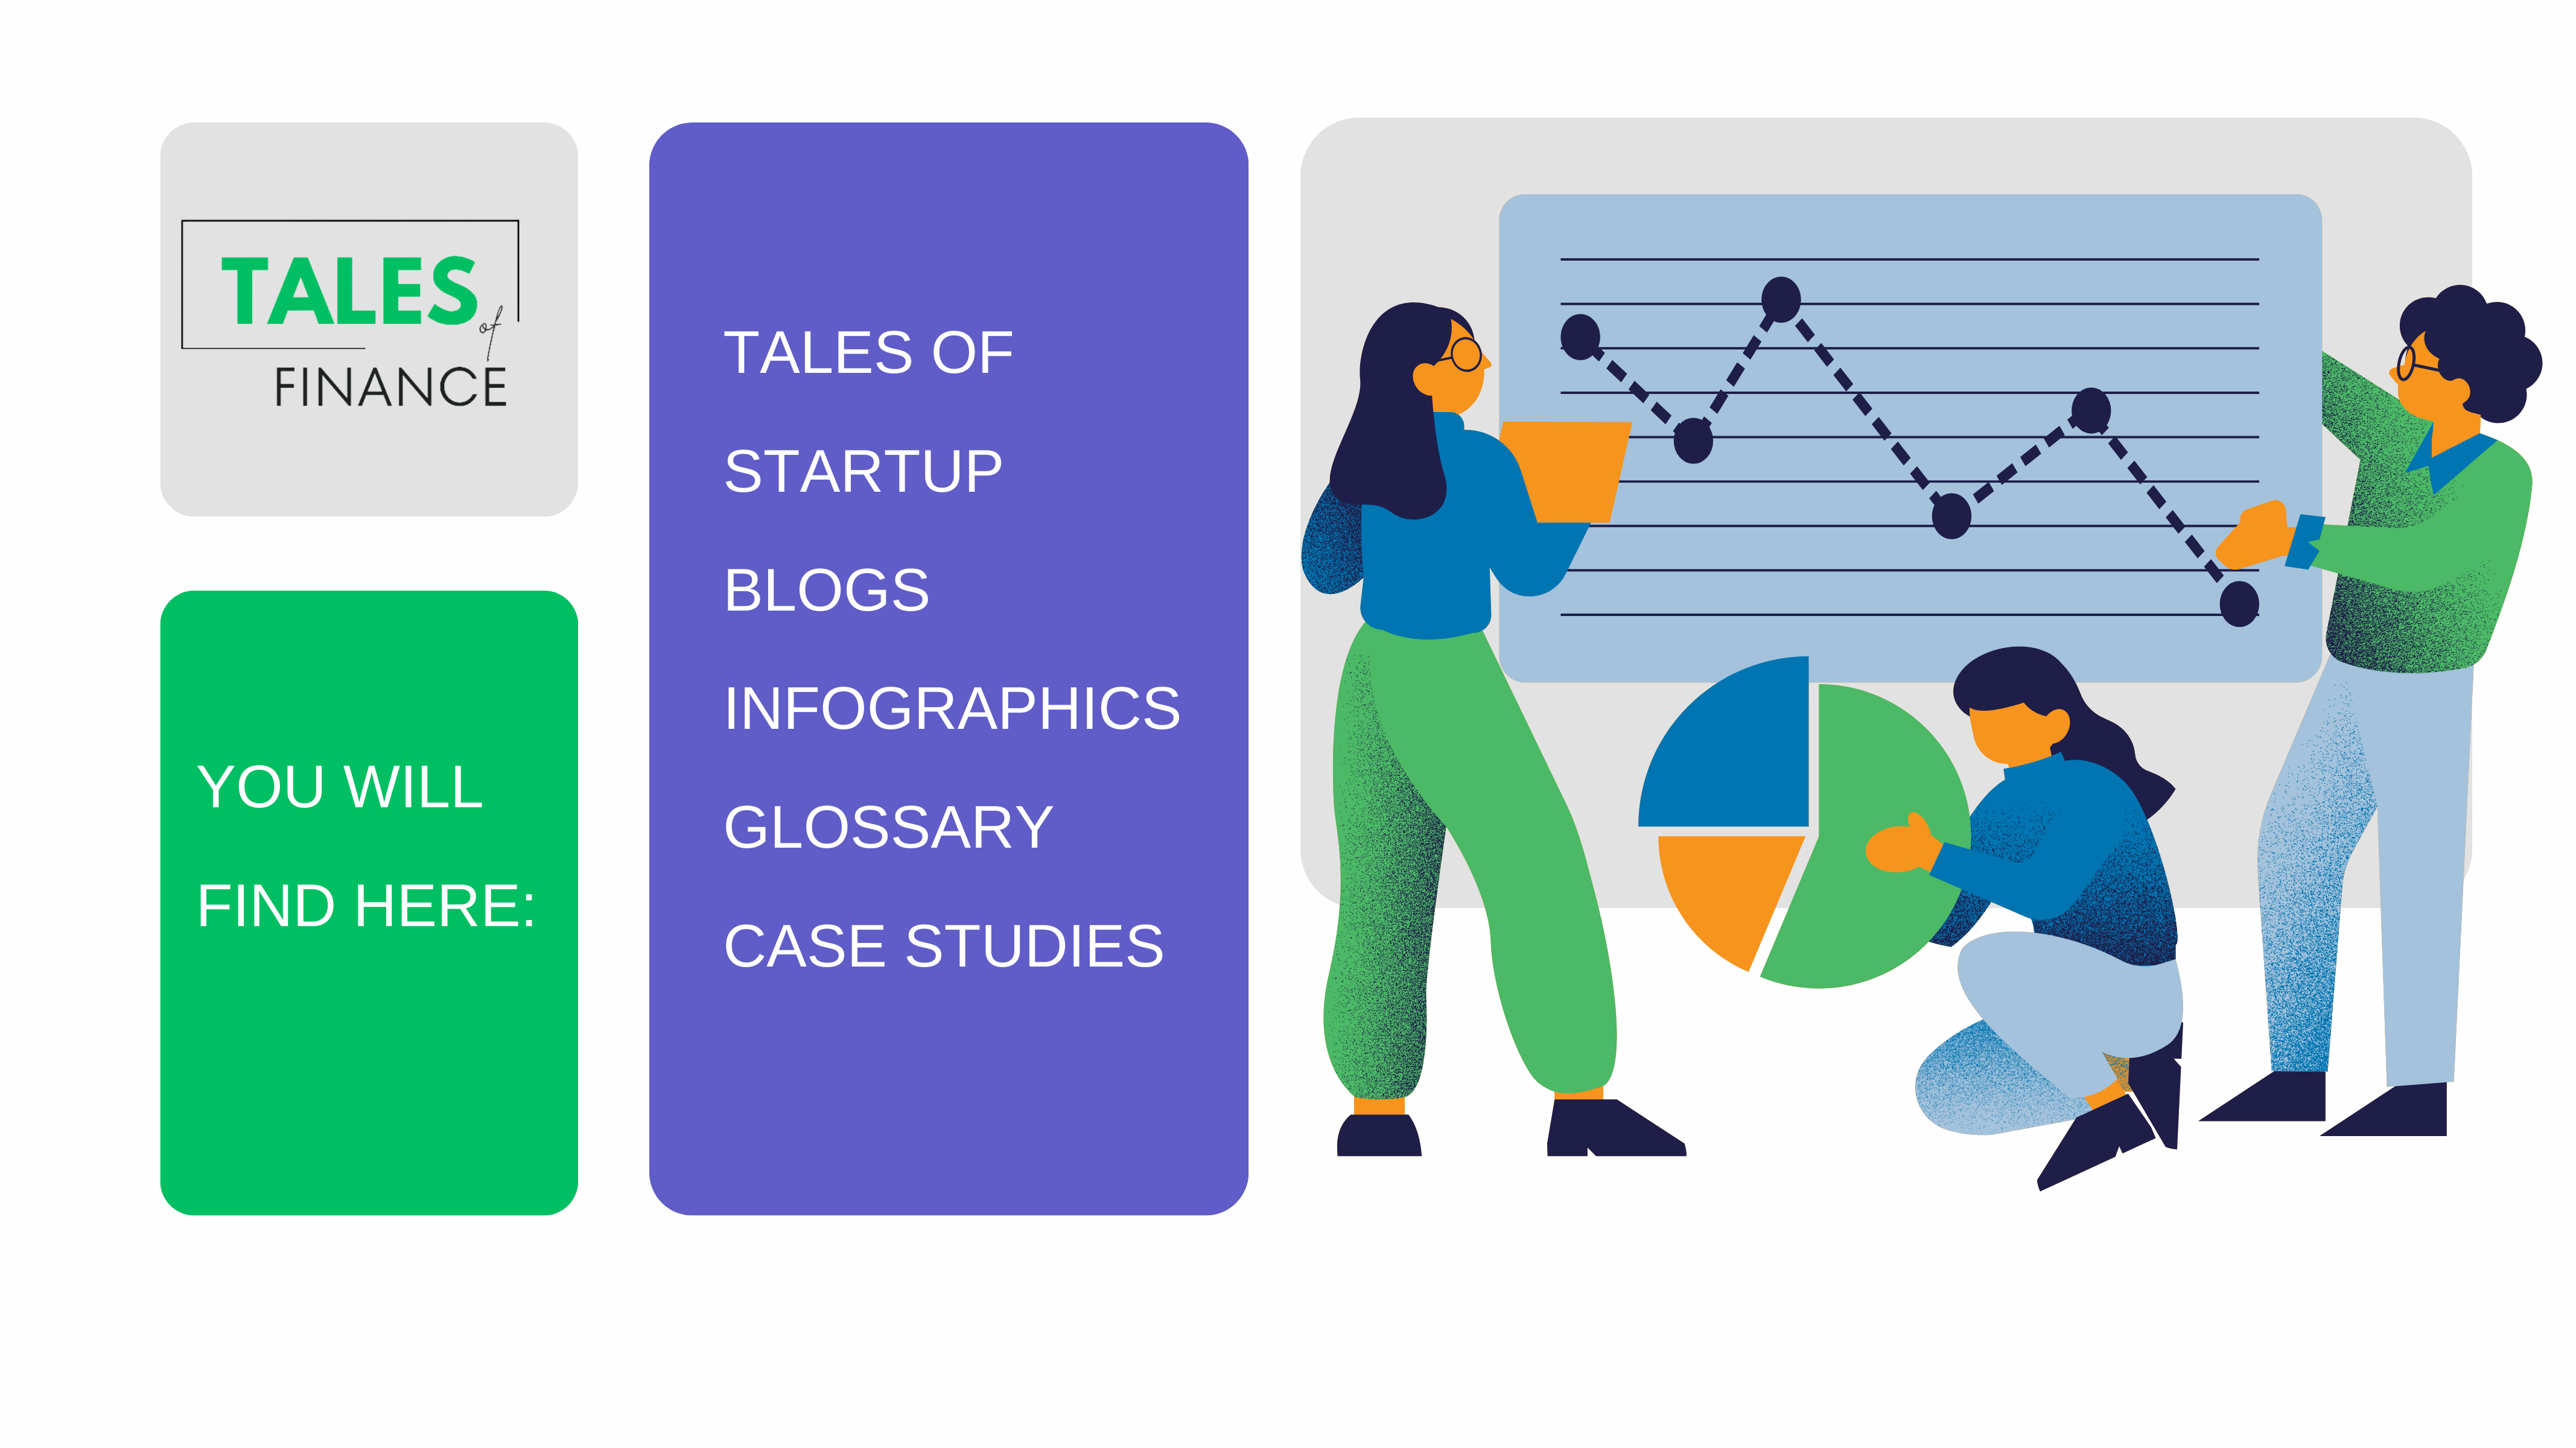 TALES
of
FINANCE
YOU WILL
FIND HERE:
TALES OF
STARTUP
BLOGS
INFOGRAPHICS
GLOSSARY
CASE STUDIES